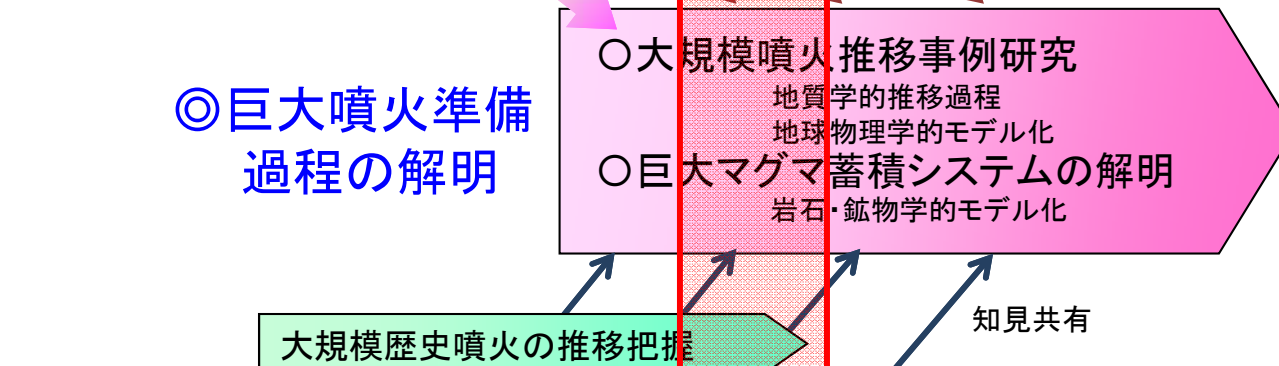 ◎巨大噴火準備
過程の解明
〇大規模噴火推移事例研究
地質学的推移過程
地球物理学的モデル化
〇巨大マグマ蓄積システムの解明
岩石・鉱物学的モデル化
知見共有
大規模歴史噴火の推移把握